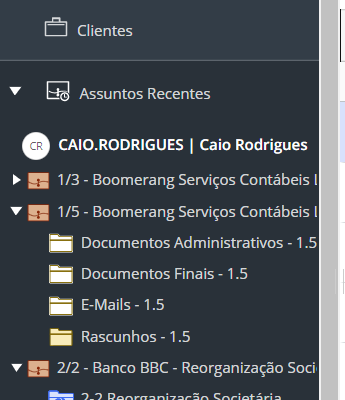 Clientes
Assuntos Recentes
CR CAIO.RODRIGUES | Caio Rodrigues
1/3 - Boomerang Serviços Contábeis L
1/5 - Boomerang Serviços Contábeis L
Documentos Administrativos - 1.5
Documentos Finais - 1.5
E-Mails - 1.5
Rascunhos - 1.5
2/2 - Banco BBC - Reorganização Soci
2-2 Reorganização Societária